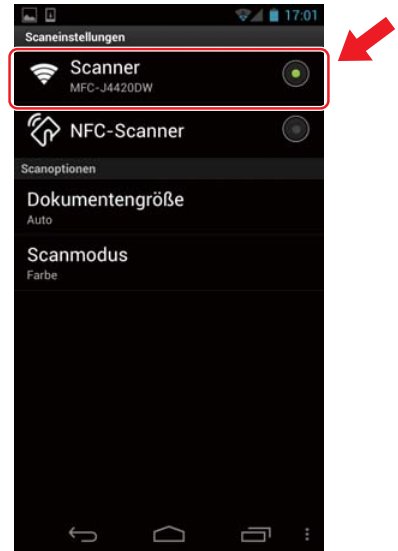 17:01
Scaneinstellungen
Scanner
MFC-J4420DW
NFC-Scanner
Scanoptionen
Dokumentengröße
Auto
Scanmodus
Farbe